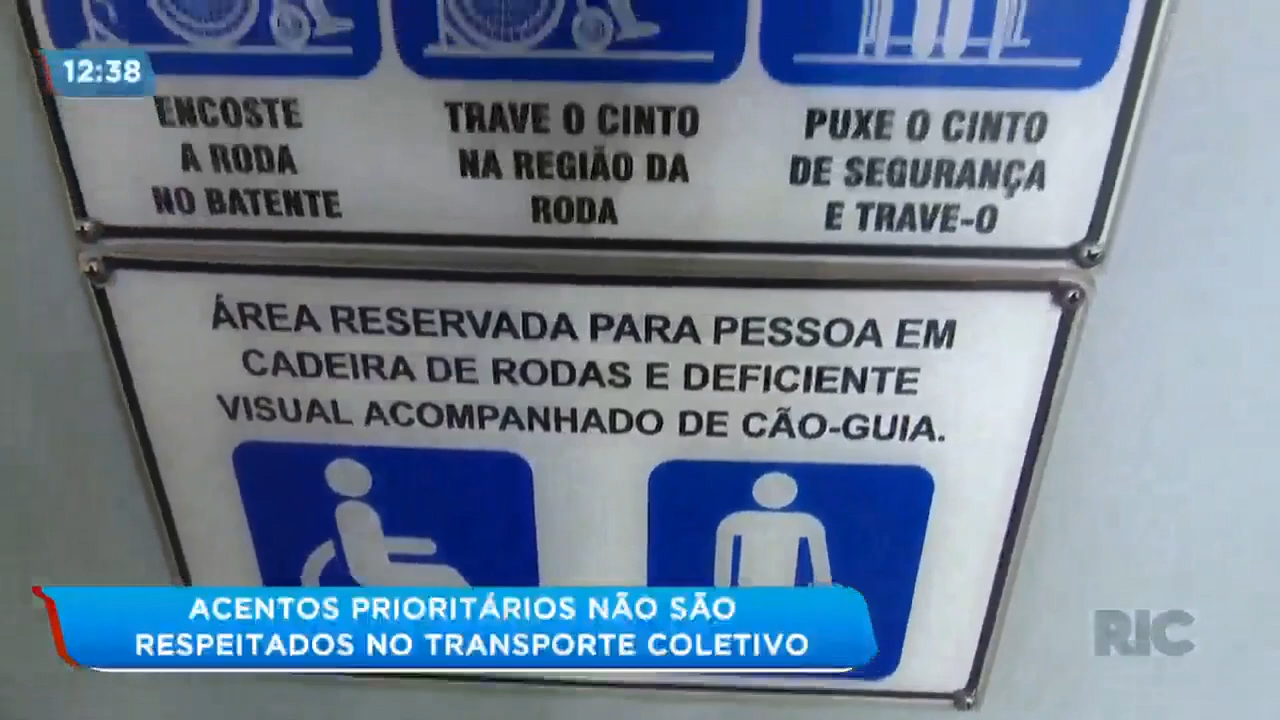 12:38
ENCOSTE
A RODA
NO BATENTE
TRAVE O CINTO
NA REGIÃO DA
RODA
PUXE O CINTO
DE SEGURANÇA
E TRAVE-O
ÁREA RESERVADA PARA PESSOA EM
CADEIRA DE RODAS E DEFICIENTE
VISUAL ACOMPANHADO DE CÃO-GUIA.
ACENTOS PRIORITÁRIOS NÃO SÃO
RESPEITADOS NO TRANSPORTE COLETIVO
RIC